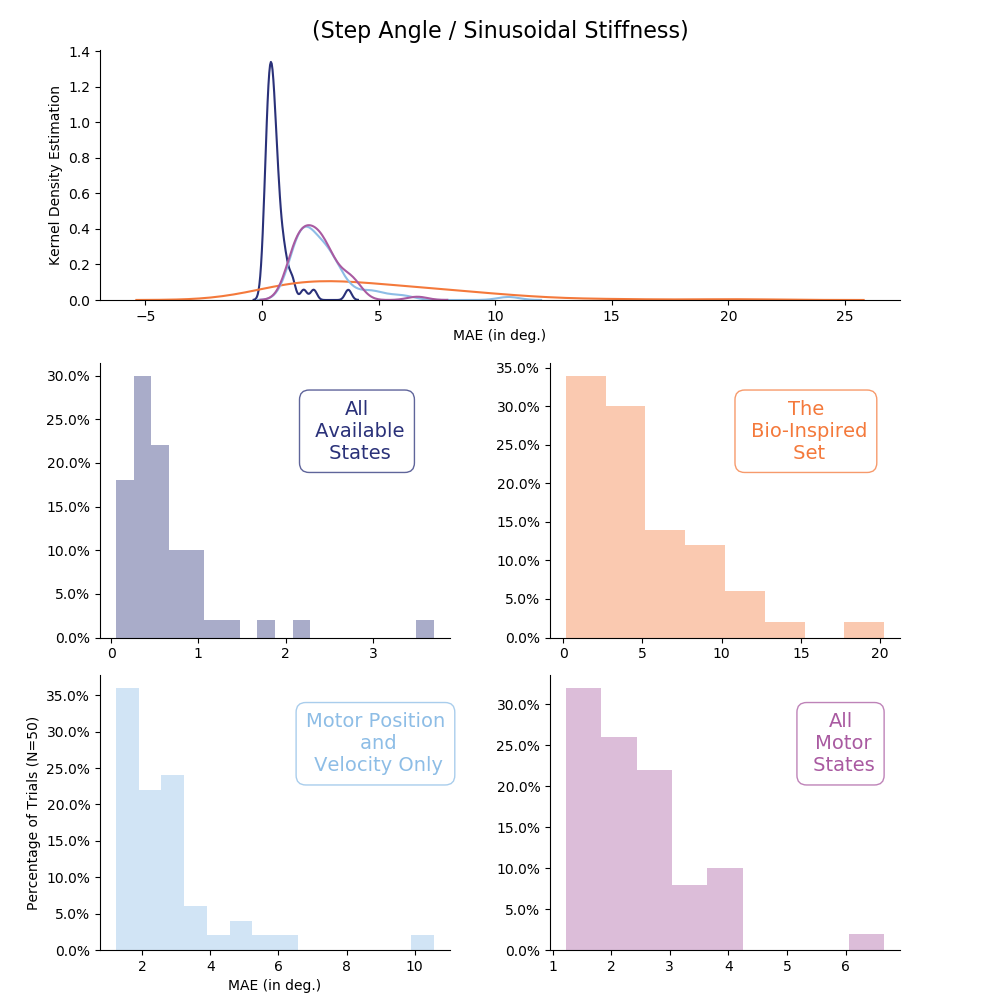 (Step Angle / Sinusoidal Stiffness)
Kernel Density Estimation
1.4
1.2
1.0
0.8
0.6
0.4
0.2
0.0
−5 0 5 10 15 20 25
MAE (in deg.)
30.0%
25.0%
20.0%
15.0%
10.0%
5.0%
0.0%
0 1 2 3
All
Available
States
35.0%
30.0%
25.0%
20.0%
15.0%
10.0%
5.0%
0.0%
0 5 10 15 20
The
Bio-Inspired
Set
Percentage of Trials (N=50)
35.0%
30.0%
25.0%
20.0%
15.0%
10.0%
5.0%
0.0%
2 4 6 8 10
MAE (in deg.)
Motor Position
and
Velocity Only
30.0%
25.0%
20.0%
15.0%
10.0%
5.0%
0.0%
1 2 3 4 5 6
All
Motor
States